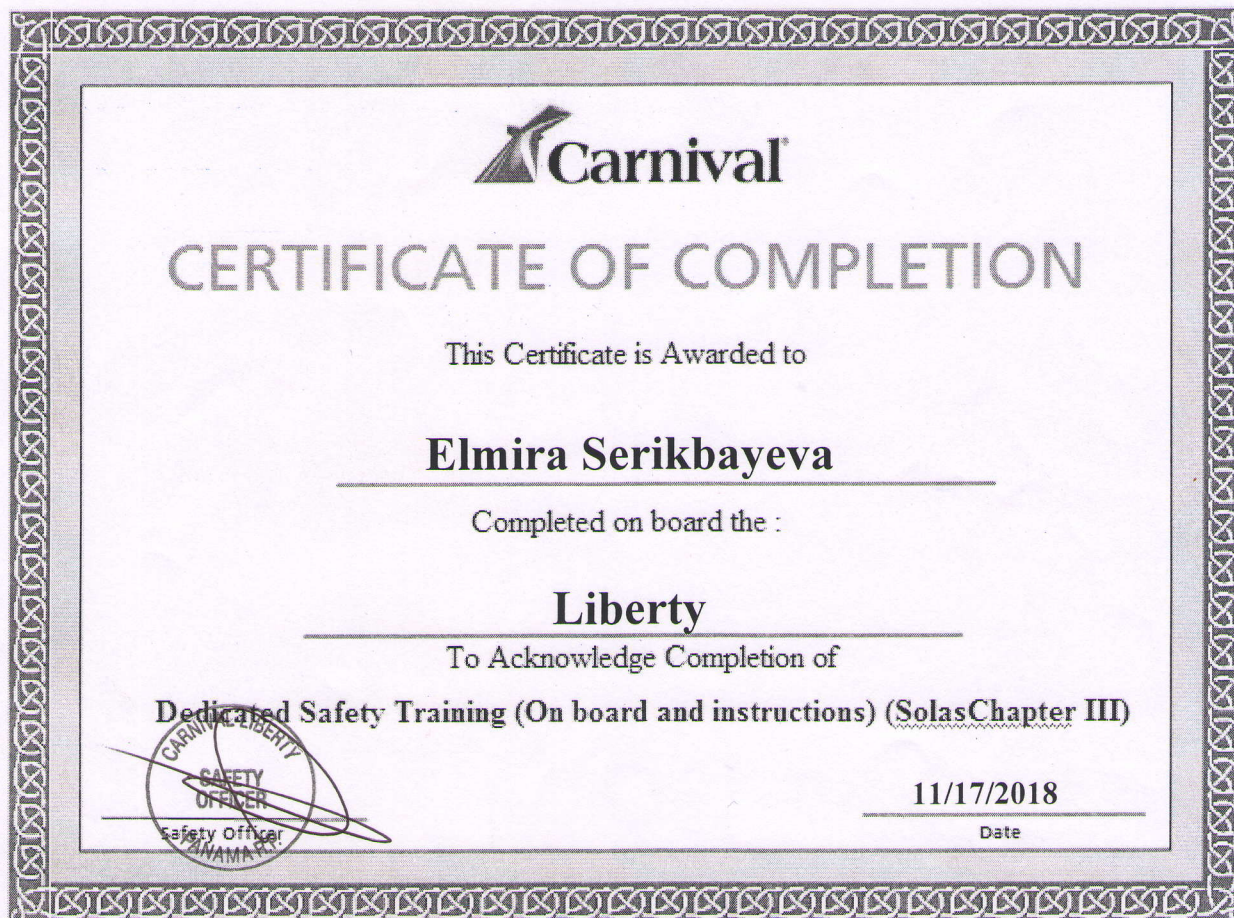 Carnival®
CERTIFICATE OF COMPLETION
This Certificate is Awarded to
Elmira Serikbayeva
Completed on board the :
Liberty
To Acknowledge Completion of
Dedicated Safety Training (On board and instructions) (SolasChapter III)
CARNIVAL LIBERTY
SAFETY
OFFICER
PANAMA R.P.
11/17/2018
Safety Officer
Date